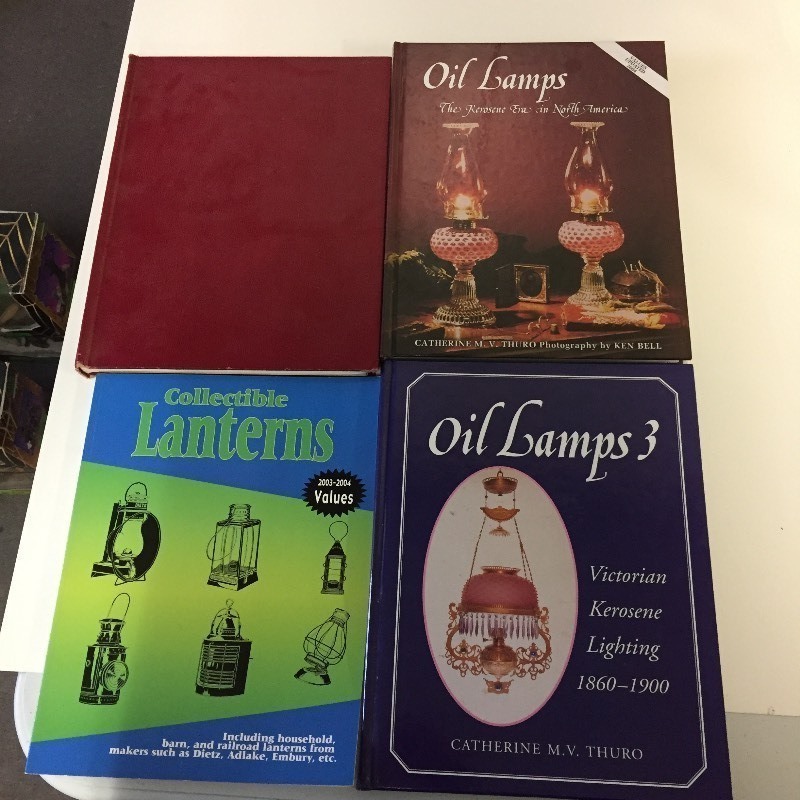 Oil Lamps
The Kerosene Era in North America
CATHERINE M. V. THURO Photography by KEN BELL
Collectible
Lanterns
2003-2004
Values
Including household,
barn, and railroad lanterns from
makers such as Dietz, Adlake, Embury, etc.
Oil Lamps 3
Victorian
Kerosene
Lighting
1860–1900
CATHERINE M.V. THURO